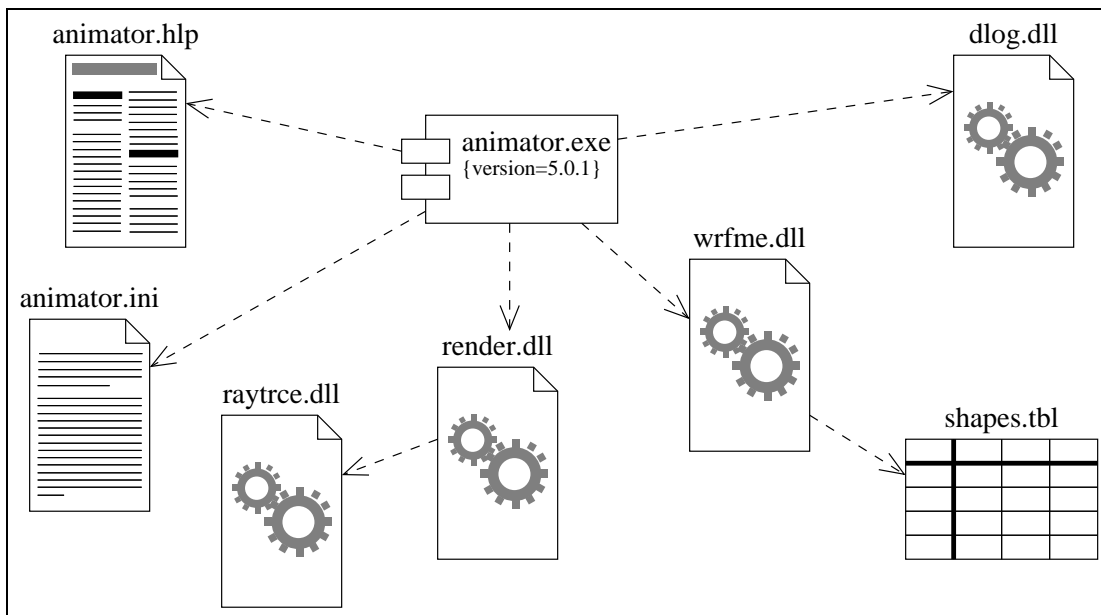 animator.hlp
dlog.dll
animator.exe
{version=5.0.1}
wrfme.dll
animator.ini
render.dll
raytrce.dll
shapes.tbl